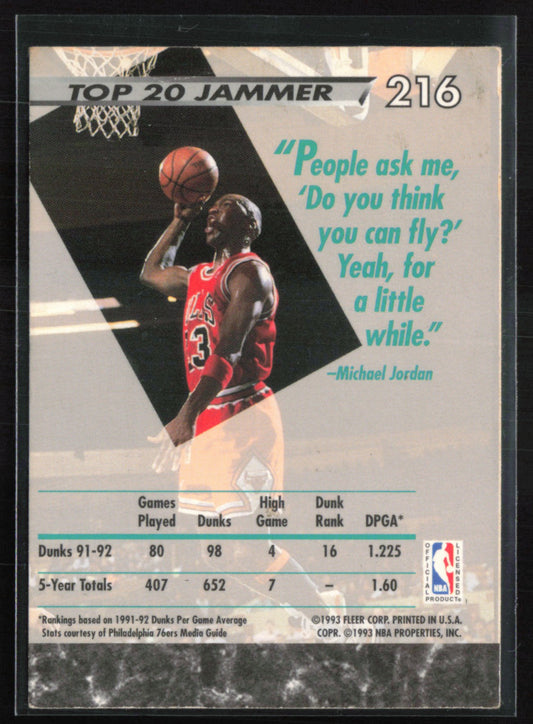 TOP 20 JAMMER 216
"People ask me,
'Do you think
you can fly?'
Yeah, for
a little
while."
–Michael Jordan
Games Played Dunks High Game Dunk Rank DPGA*
Dunks 91-92 80 98 4 16 1.225
5-Year Totals 407 652 7 – 1.60
*Rankings based on 1991-92 Dunks Per Game Average
Stats courtesy of Philadelphia 76ers Media Guide
©1993 FLEER CORP. PRINTED IN U.S.A.
COPR. ©1993 NBA PROPERTIES, INC.
OFFICIAL LICENSED
NBA
PRODUCT
LLS
3